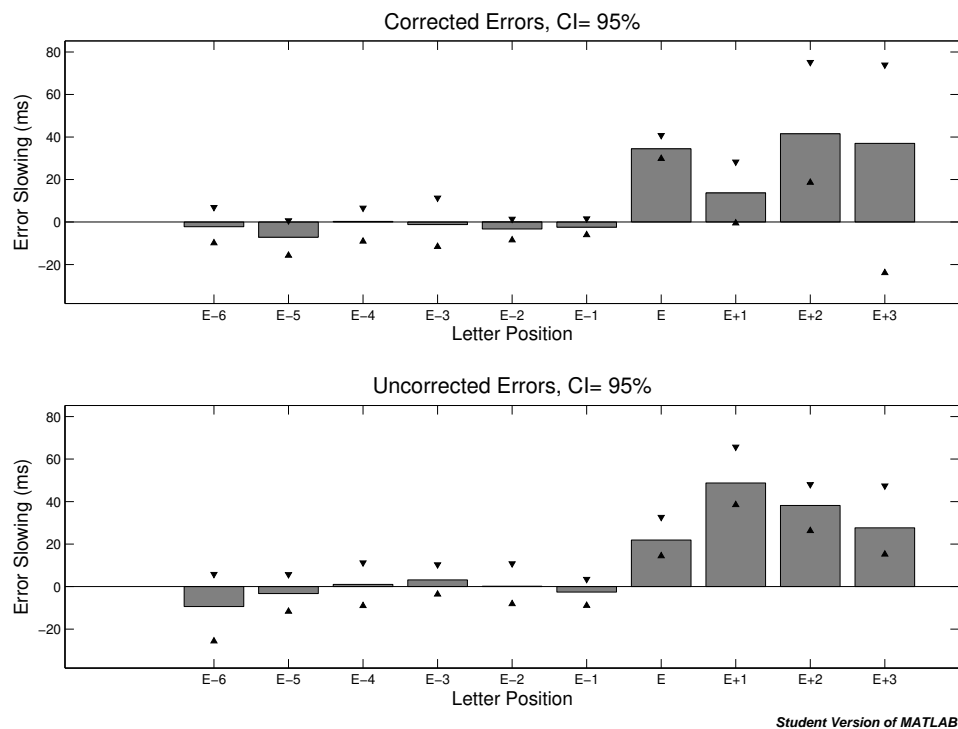 Corrected Errors, CI= 95%
80
60
40
20
0
−20
Error Slowing (ms)
E−6 E−5 E−4 E−3 E−2 E−1 E E+1 E+2 E+3
Letter Position
Uncorrected Errors, CI= 95%
80
60
40
20
0
−20
Error Slowing (ms)
E−6 E−5 E−4 E−3 E−2 E−1 E E+1 E+2 E+3
Letter Position
Student Version of MATLAB